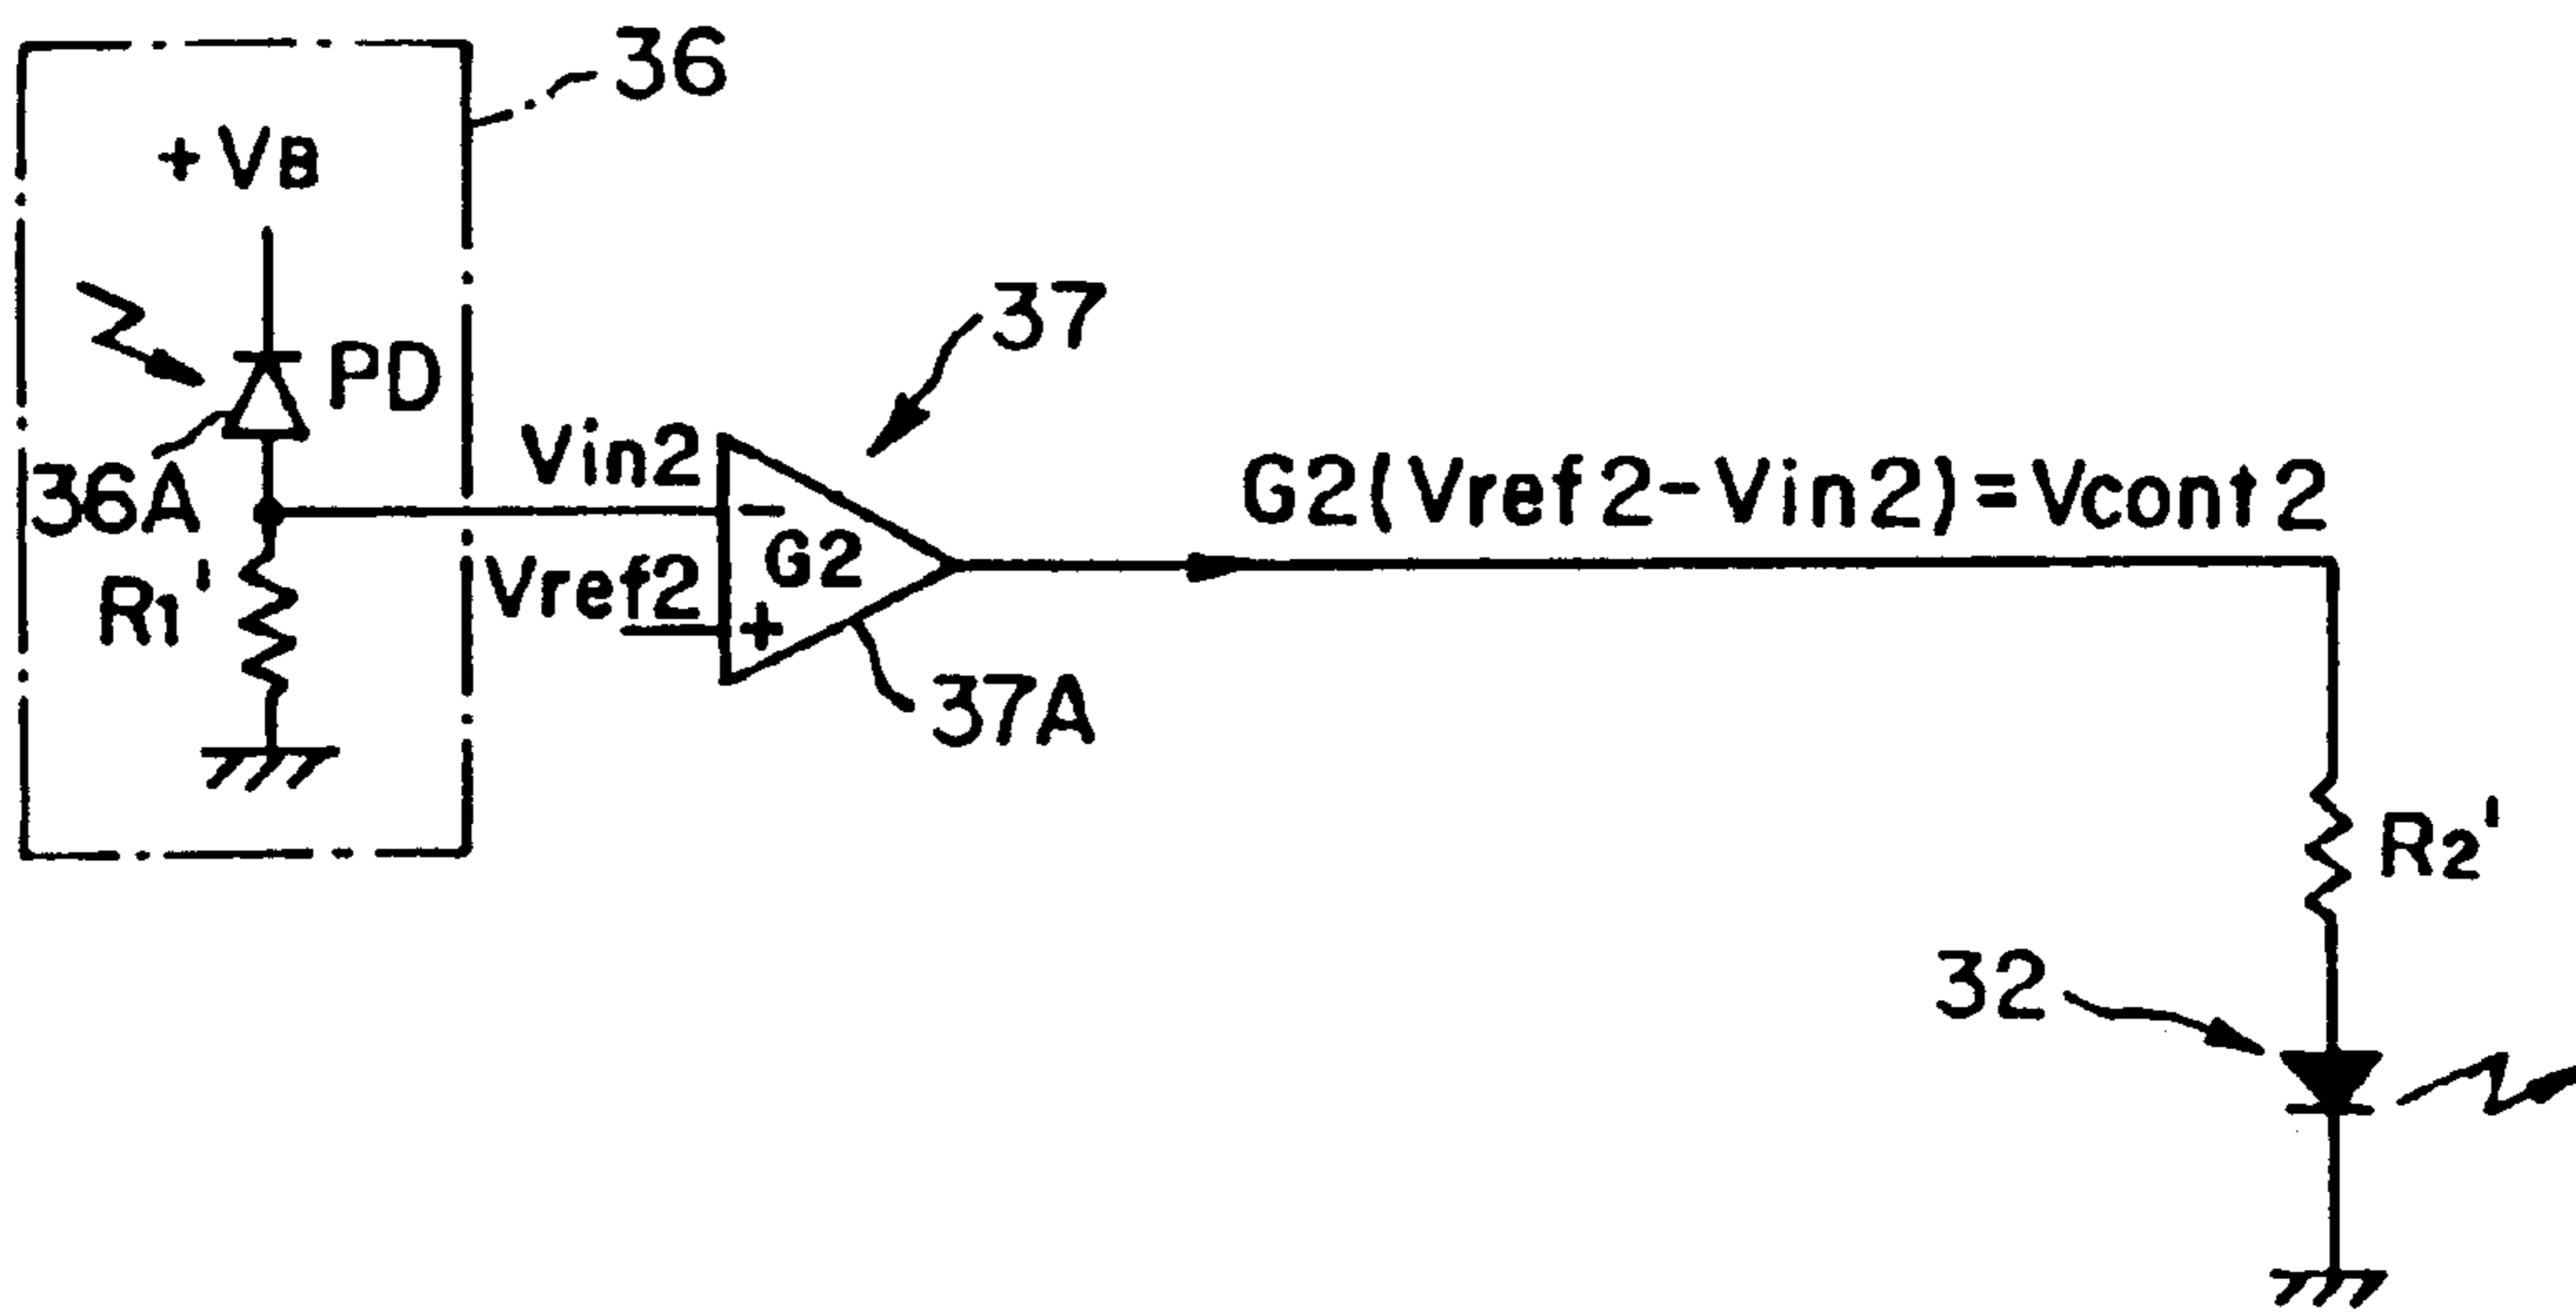 36
+VB
37
PD
Vin2
36A
G2(Vref2-Vin2)=Vcont2
-
G2
Vref2
R1'
+
37A
R2'
32